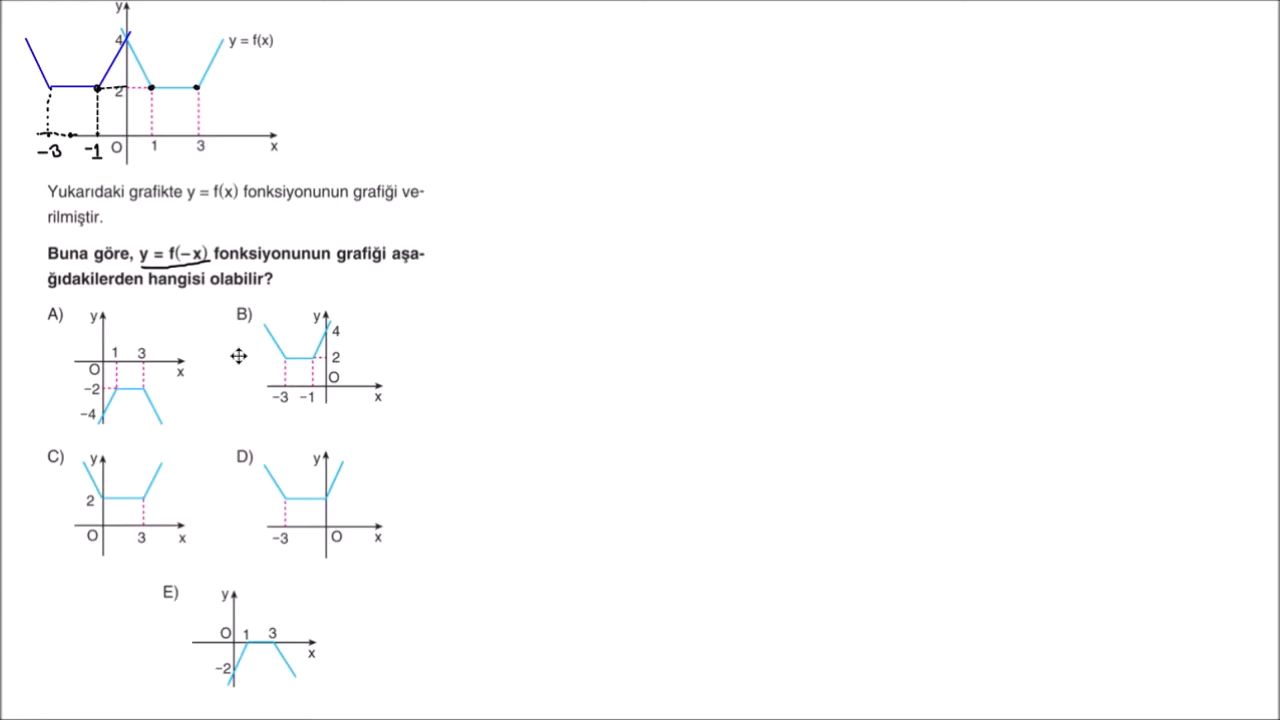 y
4
y = f(x)
2
-3 -1 O 1 3 x
Yukarıdaki grafikte y = f(x) fonksiyonunun grafiği ve-
rilmiştir.
Buna göre, y = f(−x) fonksiyonunun grafiği aşa-
ğıdakilerden hangisi olabilir?
A) y
1 3
O x
−2
−4
B) y
4
2
O
−3 −1 x
C) y
2
O 3 x
D) y
−3 O x
E) y
O 1 3
x
−2